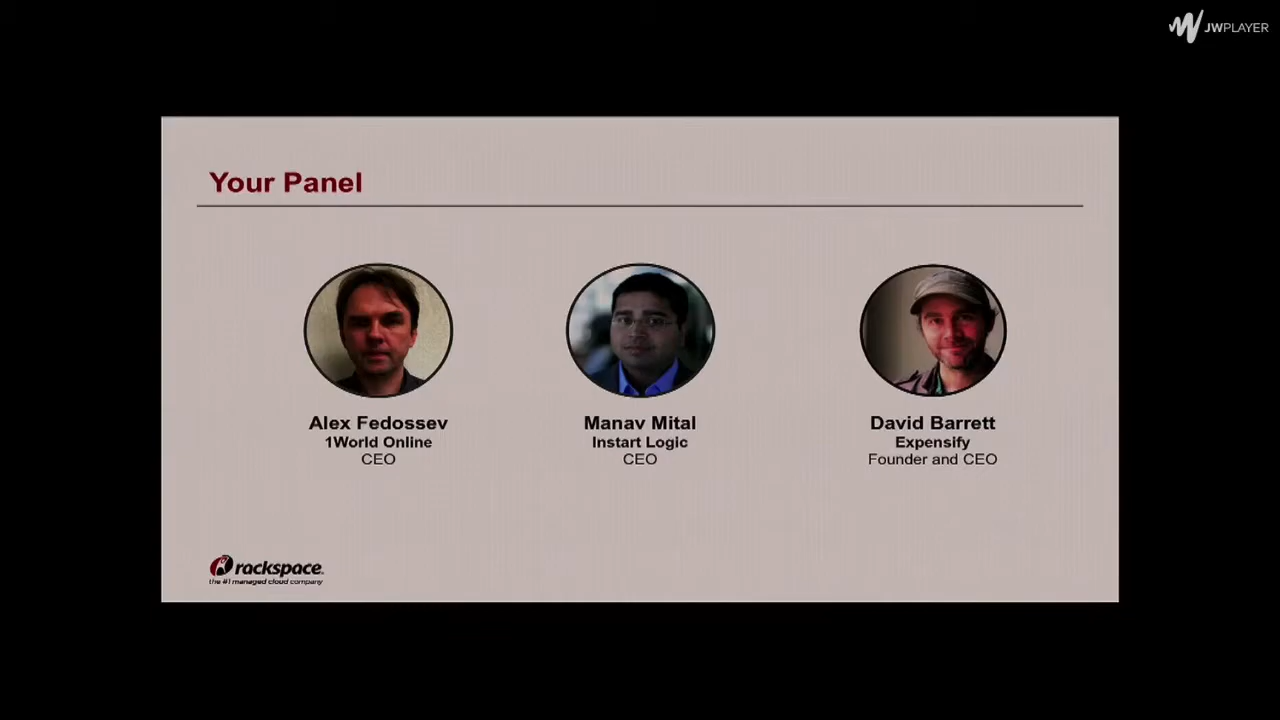 JWPLAYER
Your Panel
Alex Fedossev
1World Online
CEO
Manav Mital
Instart Logic
CEO
David Barrett
Expensify
Founder and CEO
rackspace.
the #1 managed cloud company